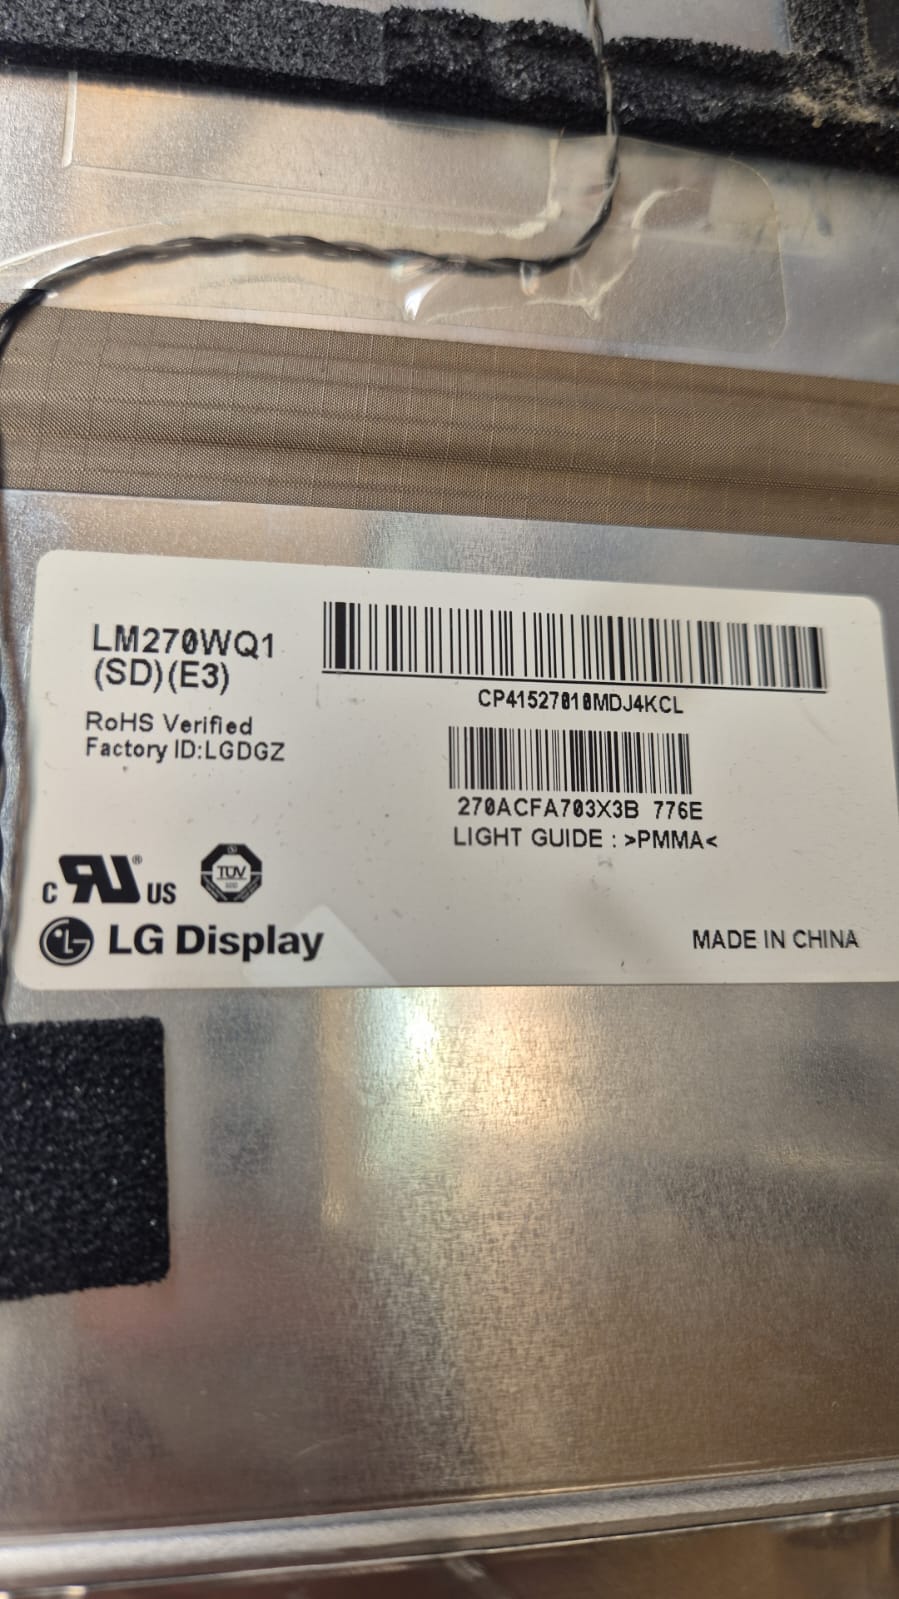 LM270WQ1
(SD)(E3)
RoHS Verified
Factory ID:LGDGZ
CP41527010MDJ4KCL
270ACFA703X3B 776E
LIGHT GUIDE : >PMMA<
c RU ® US
TÜV
LG Display
MADE IN CHINA